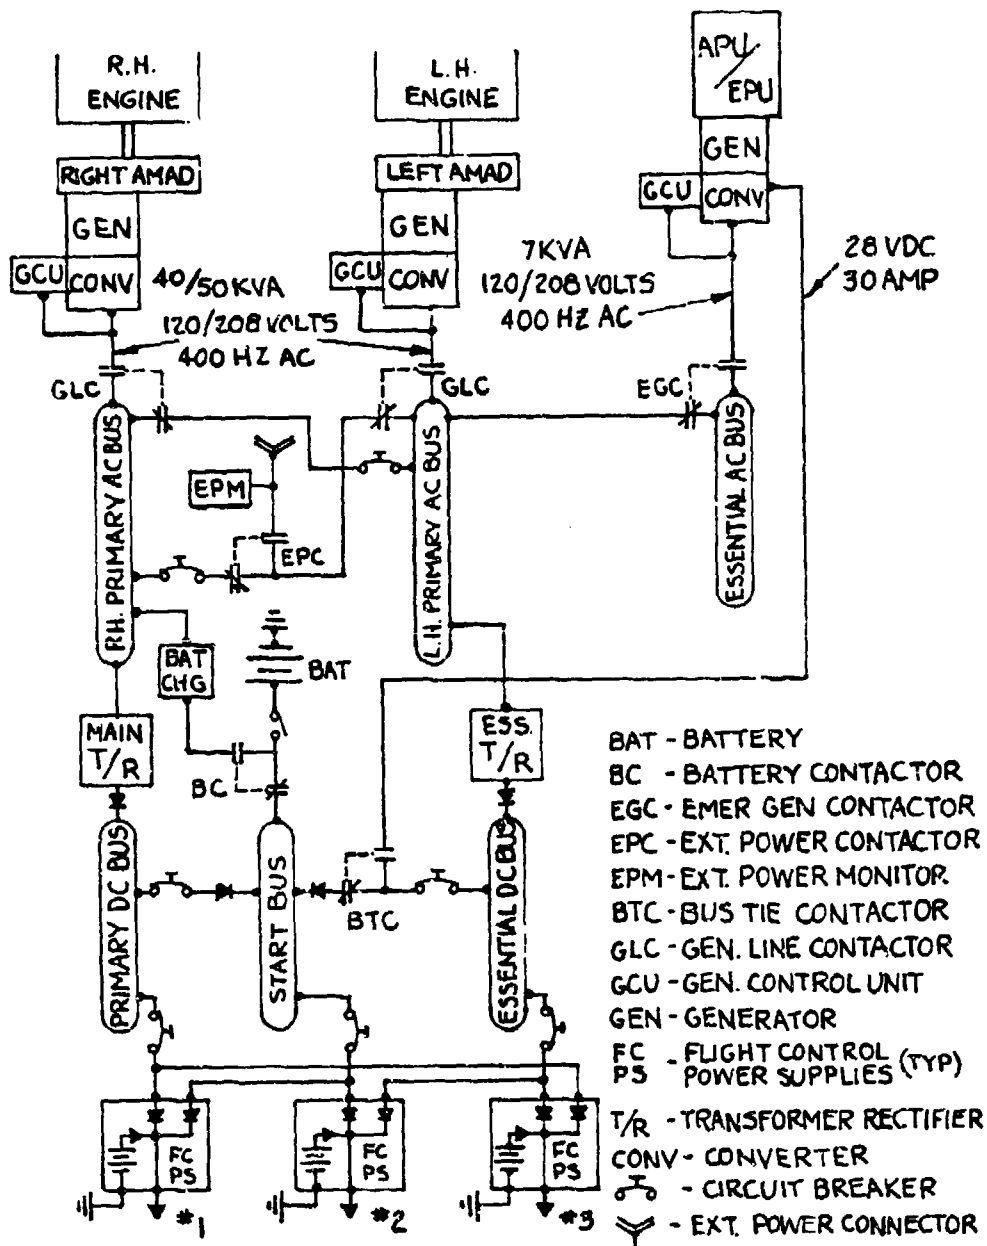 R.H.
ENGINE
L.H.
ENGINE
APU/
EPU
RIGHT AMAD
LEFT AMAD
GEN
GCU
CONV
GEN
GCU
CONV
GEN
GCU
CONV
40/50 KVA
120/208 VOLTS
400 HZ AC
7KVA
120/208 VOLTS
400 HZ AC
28 VDC
30 AMP
GLC
GLC
EGC
RH. PRIMARY AC BUS
L.H. PRIMARY AC BUS
ESSENTIAL AC BUS
EPM
EPC
BAT
CHG
BAT
MAIN
T/R
ESS.
T/R
BC
PRIMARY DC BUS
START BUS
BTC
ESSENTIAL DC BUS
FC
PS
#1
FC
PS
#2
FC
PS
#3
BAT - BATTERY
BC - BATTERY CONTACTOR
EGC - EMER GEN CONTACTOR
EPC - EXT. POWER CONTACTOR
EPM - EXT. POWER MONITOR.
BTC - BUS TIE CONTACTOR
GLC - GEN. LINE CONTACTOR
GCU - GEN. CONTROL UNIT
GEN - GENERATOR
FC PS - FLIGHT CONTROL
POWER SUPPLIES (TYP)
T/R - TRANSFORMER RECTIFIER
CONV - CONVERTER
- CIRCUIT BREAKER
- EXT. POWER CONNECTOR